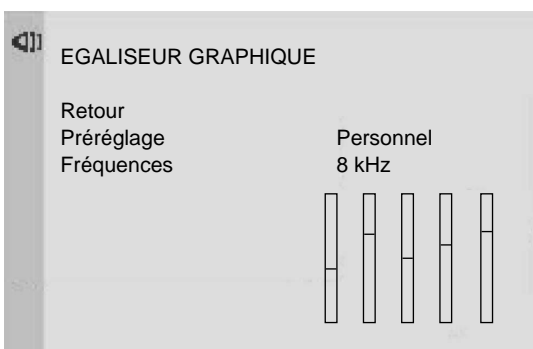 EGALISEUR GRAPHIQUE
Retour
Préréglage Personnel
Fréquences 8 kHz